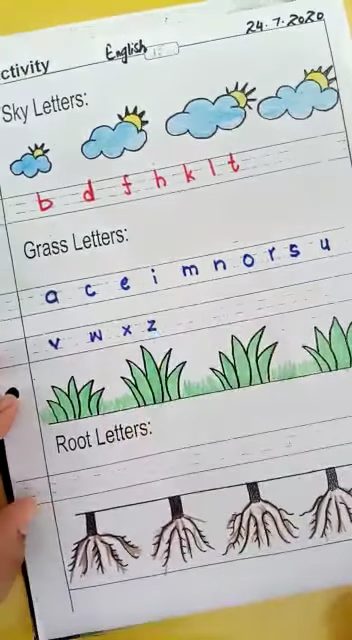 24.7.2020
English
ctivity
Sky Letters:
b d f h k l t
Grass Letters:
a c e i m n o r s u
v w x z
Root Letters: